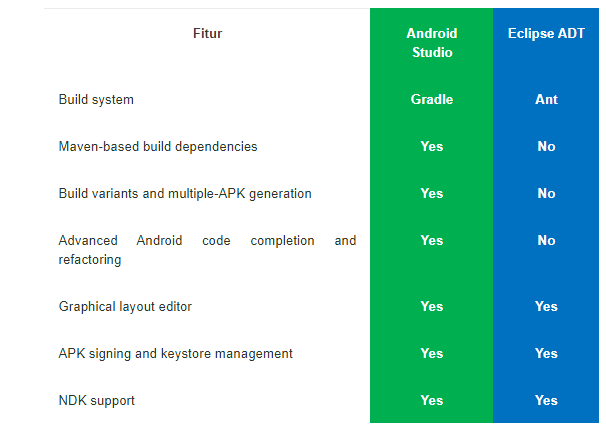 Fitur Android Eclipse ADT
Studio
Build system Gradle Ant
Maven-based build dependencies Yes No
Build variants and multiple-APK generation Yes No
Advanced Android code completion and Yes No
refactoring
Graphical layout editor Yes Yes
APK signing and keystore management Yes Yes
NDK support Yes Yes